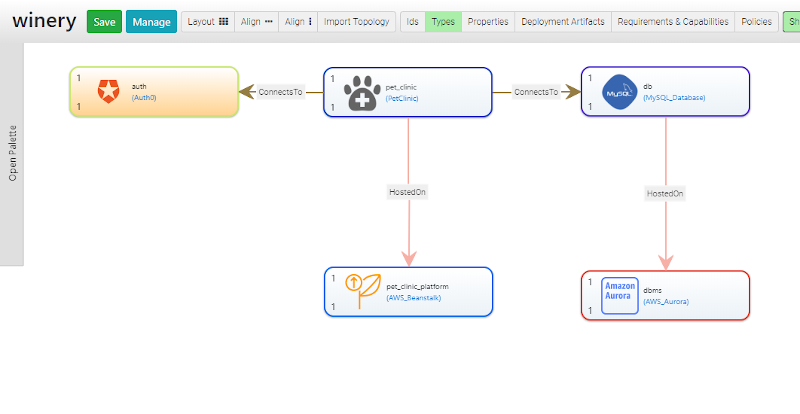 winery Save Manage Layout Align Align Import Topology Ids Types Properties Deployment Artifacts Requirements & Capabilities Policies Sh
Open Palette
1 auth
(Auth0)
1
ConnectsTo
1 pet_clinic
(PetClinic)
1
ConnectsTo
1 MySQL db
(MySQL_Database)
1
HostedOn
HostedOn
1 pet_clinic_platform
(AWS_Beanstalk)
1
1 Amazon
Aurora
dbms
(AWS_Aurora)
1